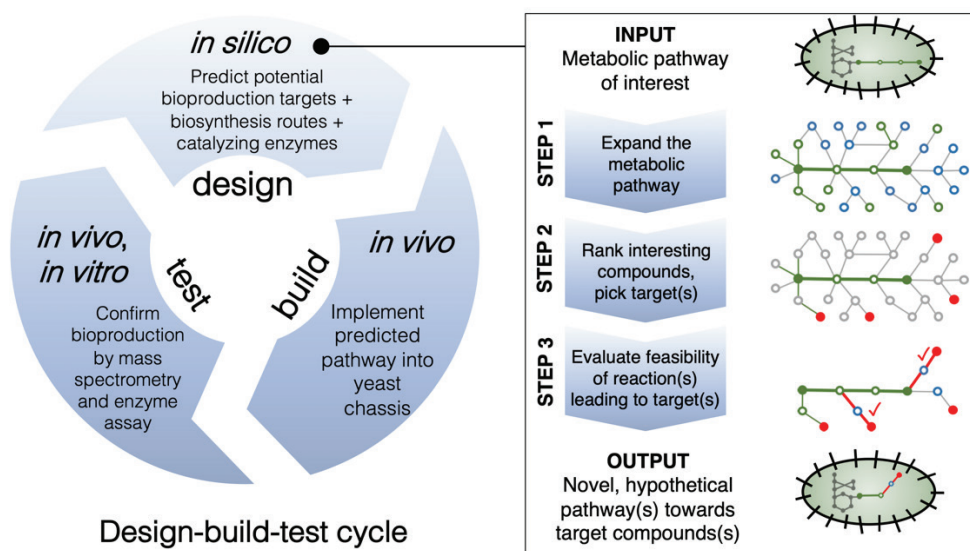 in silico
Predict potential
bioproduction targets +
biosynthesis routes +
catalyzing enzymes
design
in vivo,
in vitro
test
Confirm
bioproduction
by mass
spectrometry
and enzyme
assay
in vivo
build
Implement
predicted
pathway into
yeast
chassis
Design-build-test cycle
INPUT
Metabolic pathway
of interest
STEP 1
Expand the
metabolic
pathway
STEP 2
Rank interesting
compounds,
pick target(s)
STEP 3
Evaluate feasibility
of reaction(s)
leading to target(s)
OUTPUT
Novel, hypothetical
pathway(s) towards
target compounds(s)